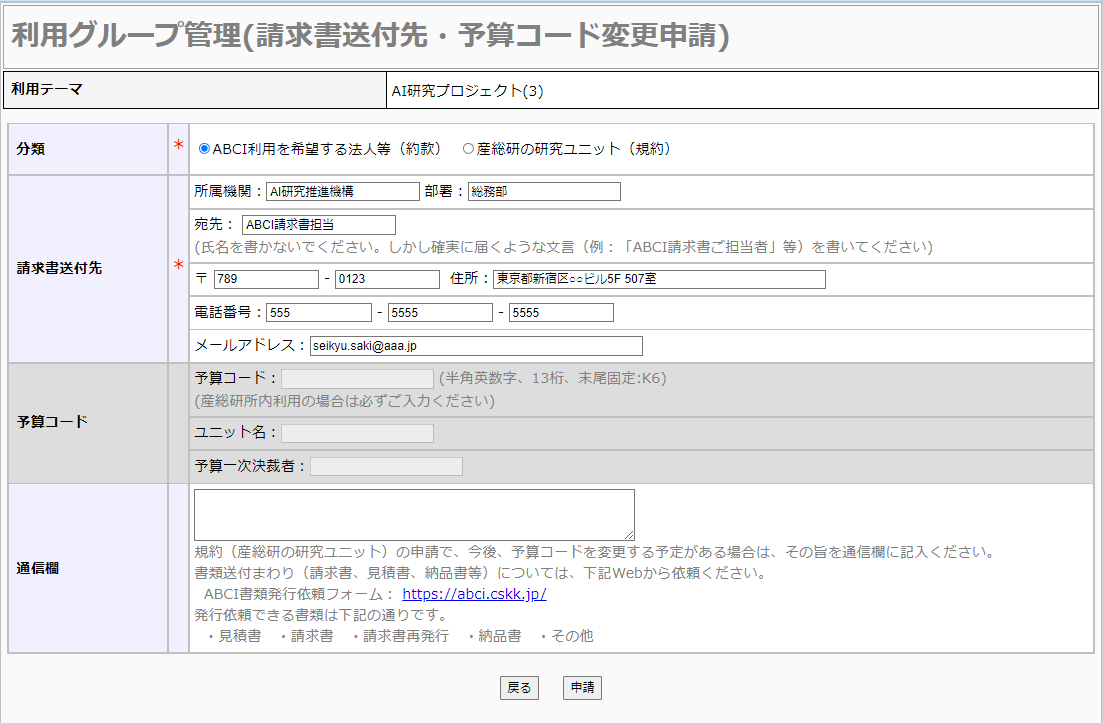 利用グループ管理(請求書送付先・予算コード変更申請)
利用テーマ AI研究プロジェクト(3)
分類 * ABCI利用を希望する法人等（約款） 産総研の研究ユニット（規約）
請求書送付先 *
所属機関： AI研究推進機構 部署： 総務部
宛先： ABCI請求書担当
(氏名を書かないでください。しかし確実に届くような文言（例：「ABCI請求書ご担当者」等）を書いてください)
〒 789 - 0123 住所： 東京都新宿区○○ビル5F 507室
電話番号： 555 - 5555 - 5555
メールアドレス： seikyu.saki@aaa.jp
予算コード
予算コード： (半角英数字、13桁、末尾固定:K6)
(産総研所内利用の場合は必ずご入力ください)
ユニット名：
予算一次決裁者：
通信欄
規約（産総研の研究ユニット）の申請で、今後、予算コードを変更する予定がある場合は、その旨を通信欄に記入ください。
書類送付まわり（請求書、見積書、納品書等）については、下記Webから依頼ください。
ABCI書類発行依頼フォーム： https://abci.cskk.jp/
発行依頼できる書類は下記の通りです。
・見積書 ・請求書 ・請求書再発行 ・納品書 ・その他
戻る 申請